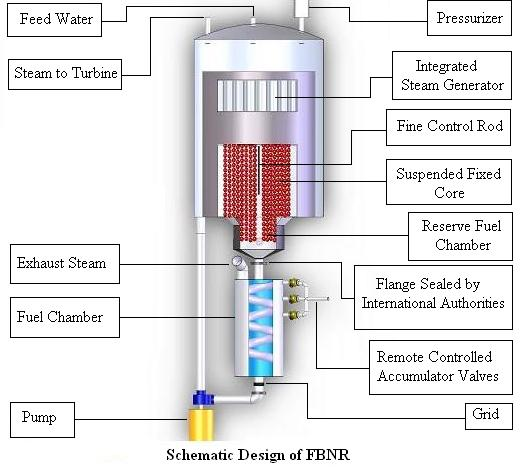 Feed Water
Pressurizer
Steam to Turbine
Integrated
Steam Generator
Fine Control Rod
Suspended Fixed
Core
Reserve Fuel
Chamber
Exhaust Steam
Flange Sealed by
International Authorities
Fuel Chamber
Remote Controlled
Accumulator Valves
Pump
Grid
Schematic Design of FBNR